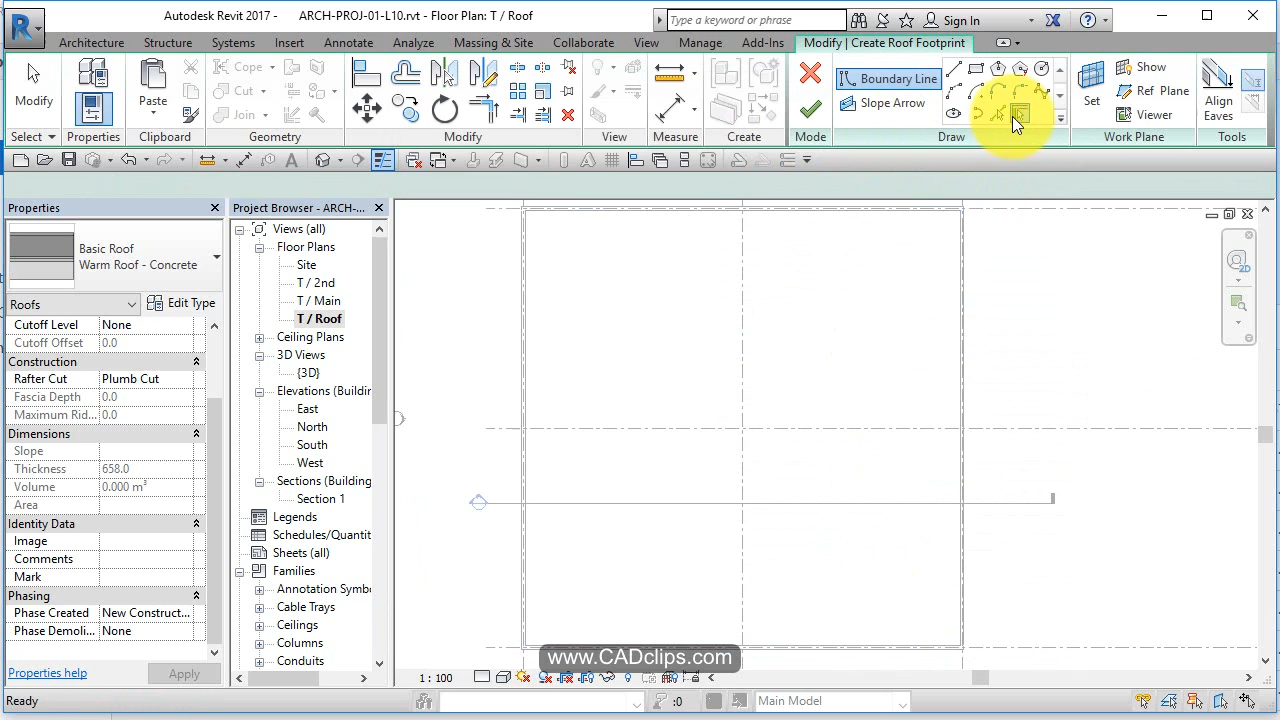 Autodesk Revit 2017 - ARCH-PROJ-01-L10.rvt - Floor Plan: T / Roof
Type a keyword or phrase
Sign In
Architecture Structure Systems Insert Annotate Analyze Massing & Site Collaborate View Manage Add-Ins Modify | Create Roof Footprint
Modify
Select
Properties
Paste
Clipboard
Cope
Cut
Join
Geometry
Modify
View
Measure
Create
Mode
Boundary Line
Slope Arrow
Draw
Set
Show
Ref Plane
Viewer
Work Plane
Align
Eaves
Tools
Properties
Basic Roof
Warm Roof - Concrete
Roofs
Edit Type
Cutoff Level None
Cutoff Offset 0.0
Construction
Rafter Cut Plumb Cut
Fascia Depth 0.0
Maximum Rid... 0.0
Dimensions
Slope
Thickness 658.0
Volume 0.000 m³
Area
Identity Data
Image
Comments
Mark
Phasing
Phase Created New Construct...
Phase Demoli... None
Properties help
Apply
Project Browser - ARCH-...
Views (all)
Floor Plans
Site
T / 2nd
T / Main
T / Roof
Ceiling Plans
3D Views
{3D}
Elevations (Buildin
East
North
South
West
Sections (Building
Section 1
Legends
Schedules/Quantit
Sheets (all)
Families
Annotation Symb
Cable Trays
Ceilings
Columns
Conduits
2D
www.CADclips.com
1 : 100
Ready
:0
Main Model